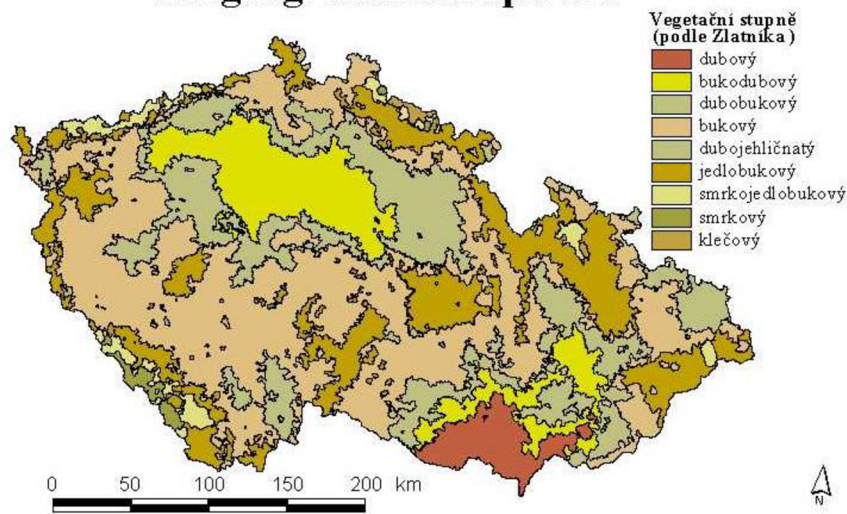 Vegetační stupně
(podle Zlatníka)
dubový
bukodubový
dubobukový
bukový
dubojehličnatý
jedlobukový
smrkojedlobukový
smrkový
klečový
0 50 100 150 200 km
N